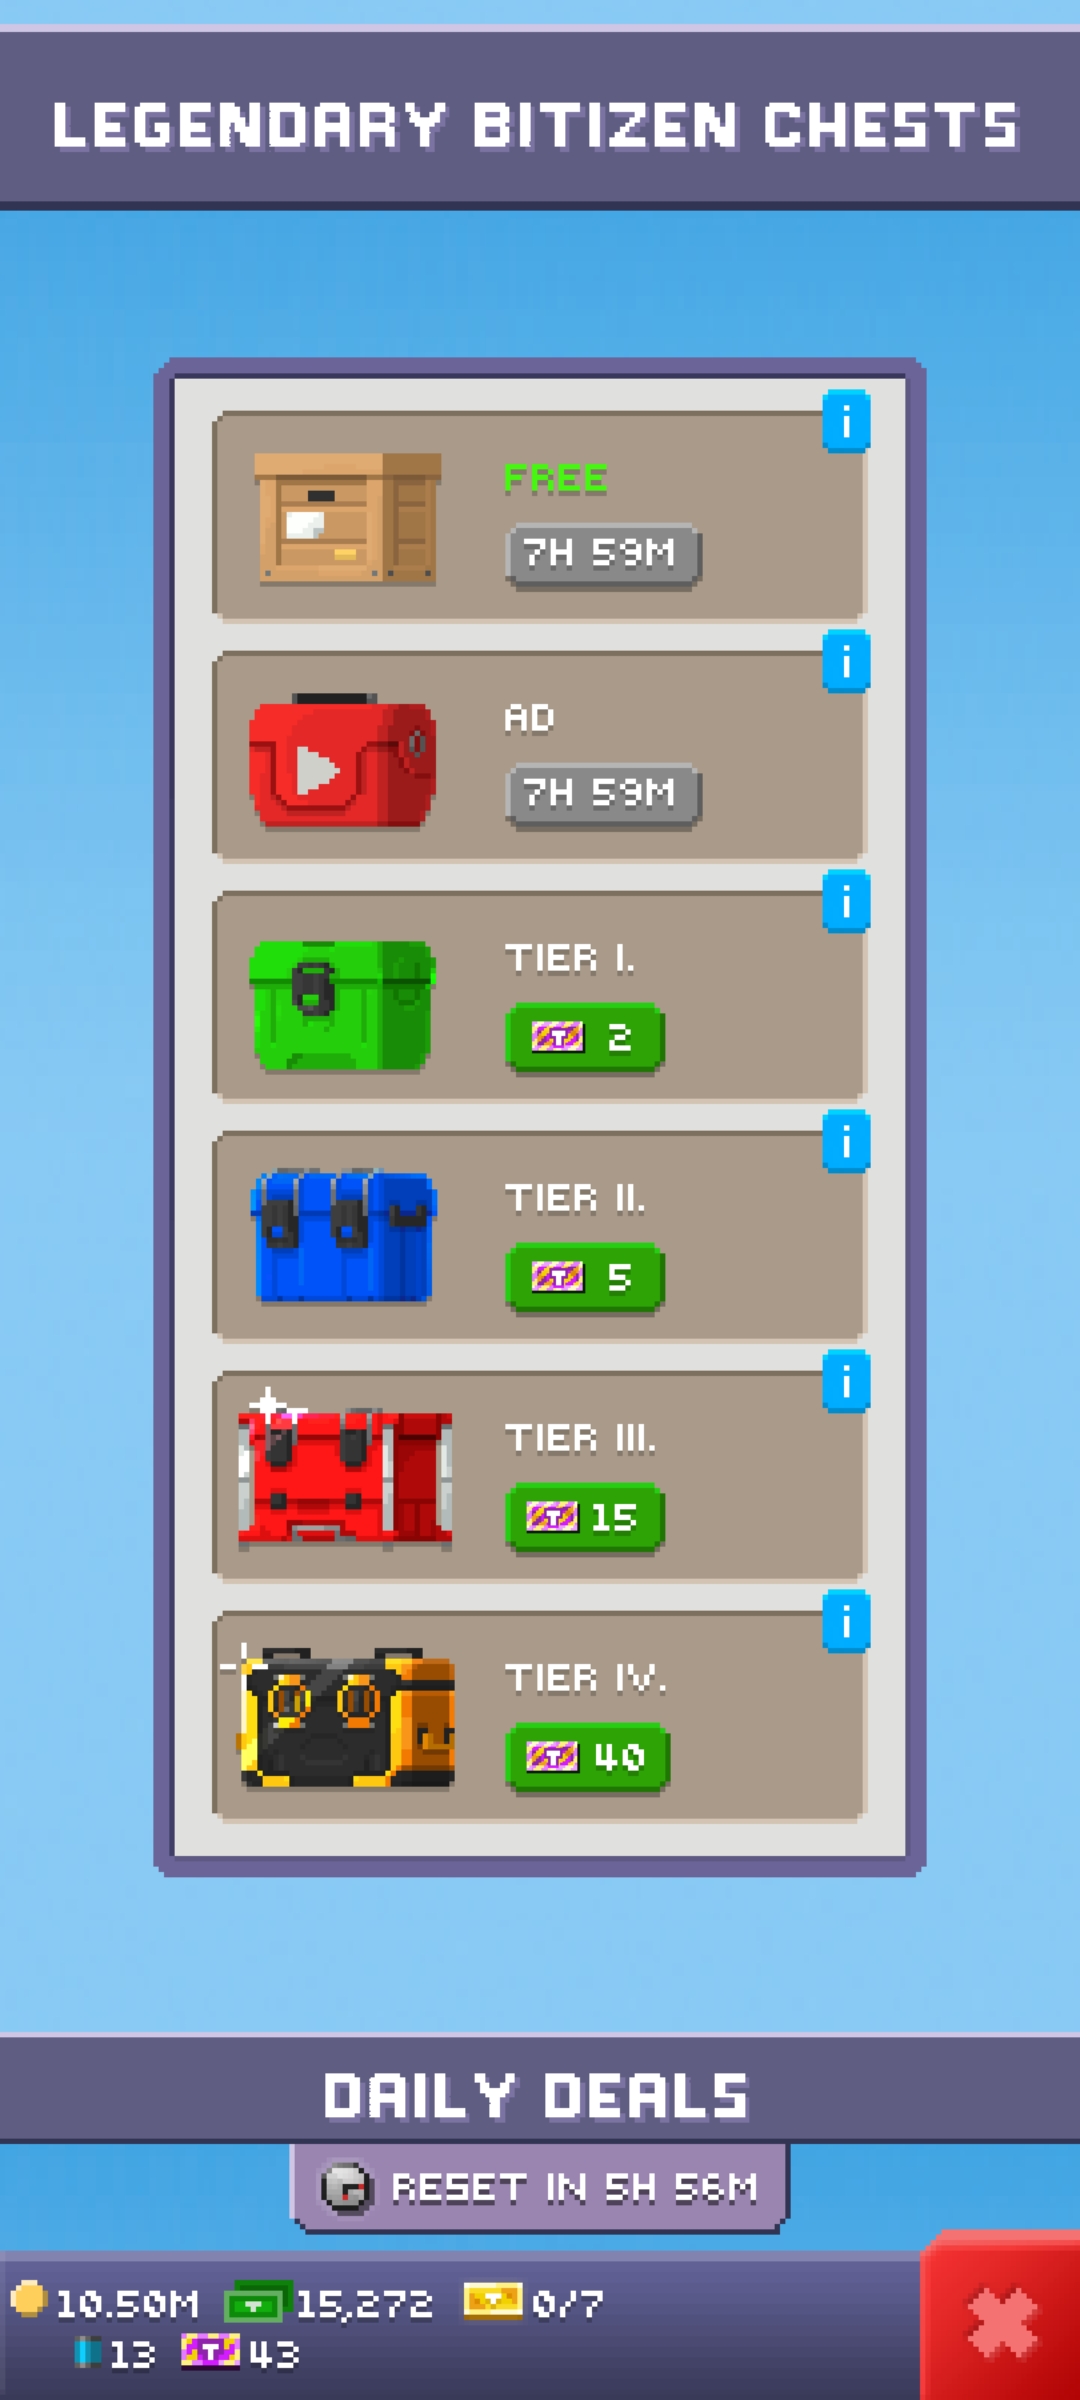 LEGENDARY BITIZEN CHESTS
i
FREE
7H 59M
i
AD
7H 59M
i
TIER I.
T 2
i
TIER II.
T 5
i
TIER III.
T 15
i
TIER IV.
T 40
DAILY DEALS
RESET IN 5H 56M
10.50M T 15,272 T 0/7
13 T 43